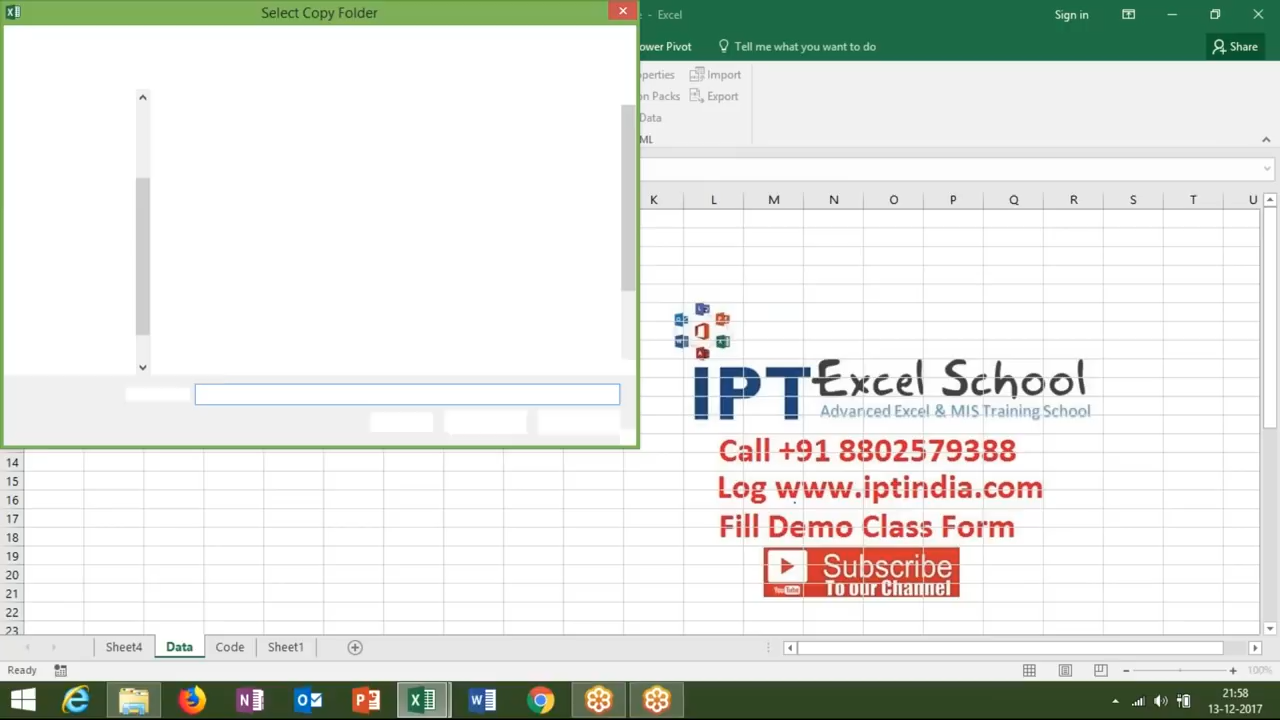 Select Copy Folder
- Excel
Sign in
ower Pivot
Tell me what you want to do
Share
perties
Import
on Packs
Export
Data
ML
K L M N O P Q R S T U
IPT Excel School
Advanced Excel & MIS Training School
Call +91 8802579388
Log www.iptindia.com
Fill Demo Class Form
Subscribe
YouTube
To our Channel
14
15
16
17
18
19
20
21
22
23
Sheet4 Data Code Sheet1
Ready
100%
21:58
13-12-2017